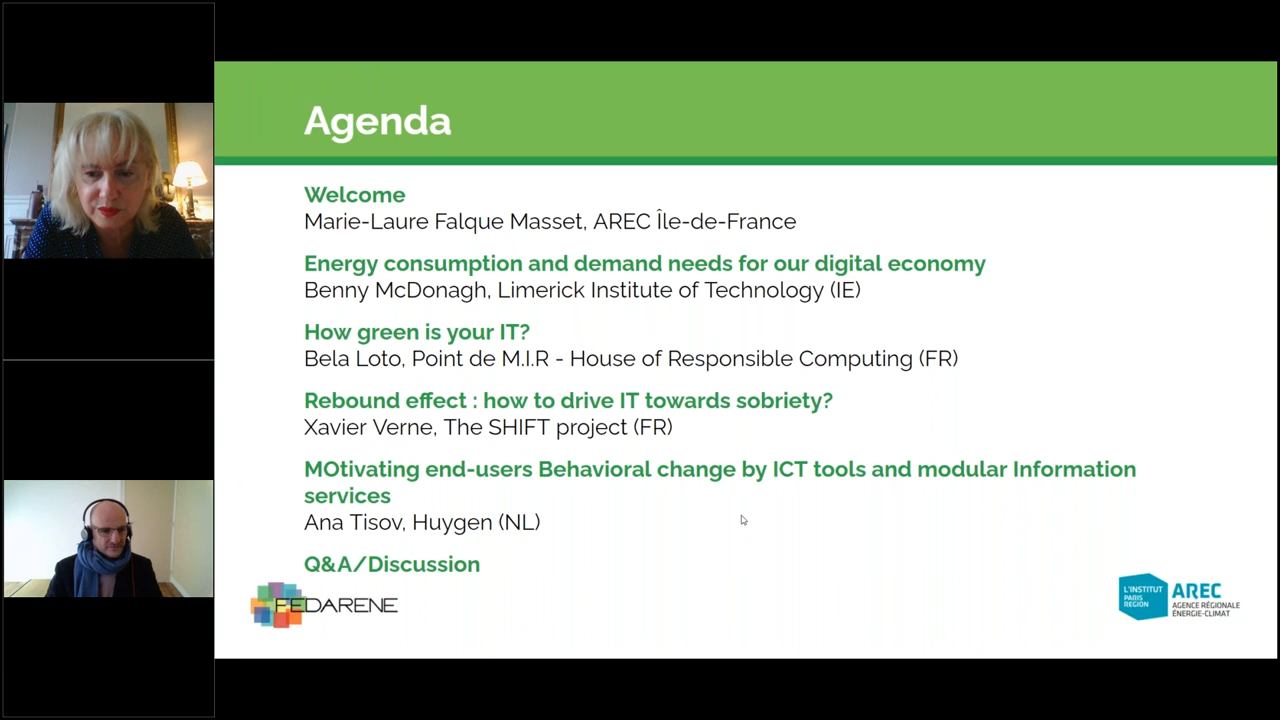 Agenda
Welcome
Marie-Laure Falque Masset, AREC Île-de-France
Energy consumption and demand needs for our digital economy
Benny McDonagh, Limerick Institute of Technology (IE)
How green is your IT?
Bela Loto, Point de M.I.R - House of Responsible Computing (FR)
Rebound effect : how to drive IT towards sobriety?
Xavier Verne, The SHIFT project (FR)
MOtivating end-users Behavioral change by ICT tools and modular Information
services
Ana Tisov, Huygen (NL)
Q&A/Discussion
FEDARENE
L'INSTITUT
PARIS
REGION
AREC
AGENCE RÉGIONALE
ÉNERGIE-CLIMAT